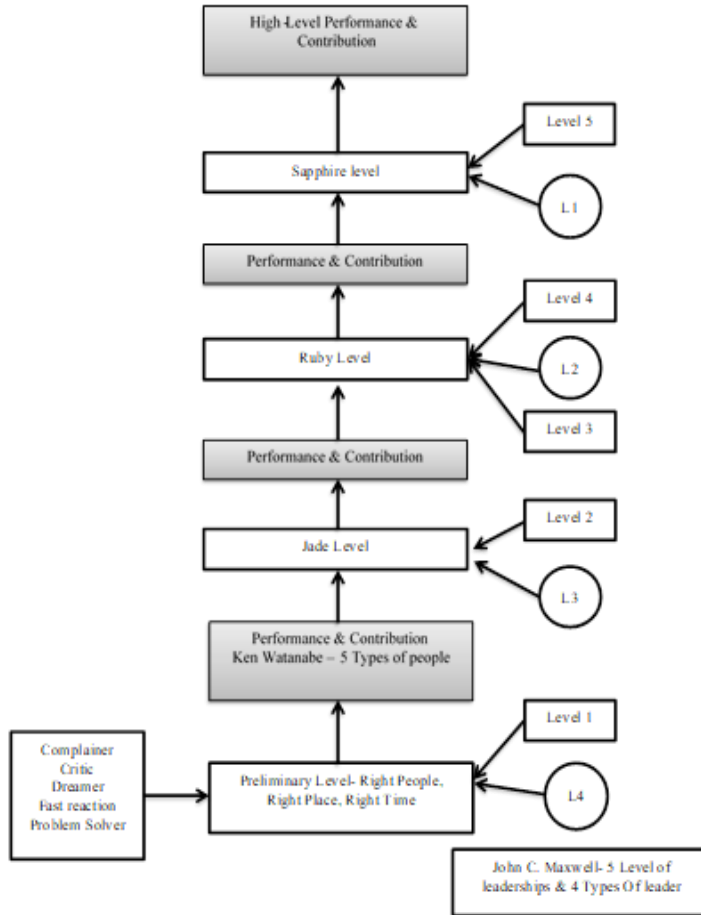 High-Level Performance &
Contribution
Level 5
Sapphire level
L1
Performance & Contribution
Level 4
Ruby Level
L2
Level 3
Performance & Contribution
Level 2
Jade Level
L3
Performance & Contribution
Ken Watanabe – 5 Types of people
Level 1
Complainer
Critic
Dreamer
Fast reaction
Problem Solver
Preliminary Level- Right People,
Right Place, Right Time
L4
John C. Maxwell- 5 Level of
leaderships & 4 Types Of leader